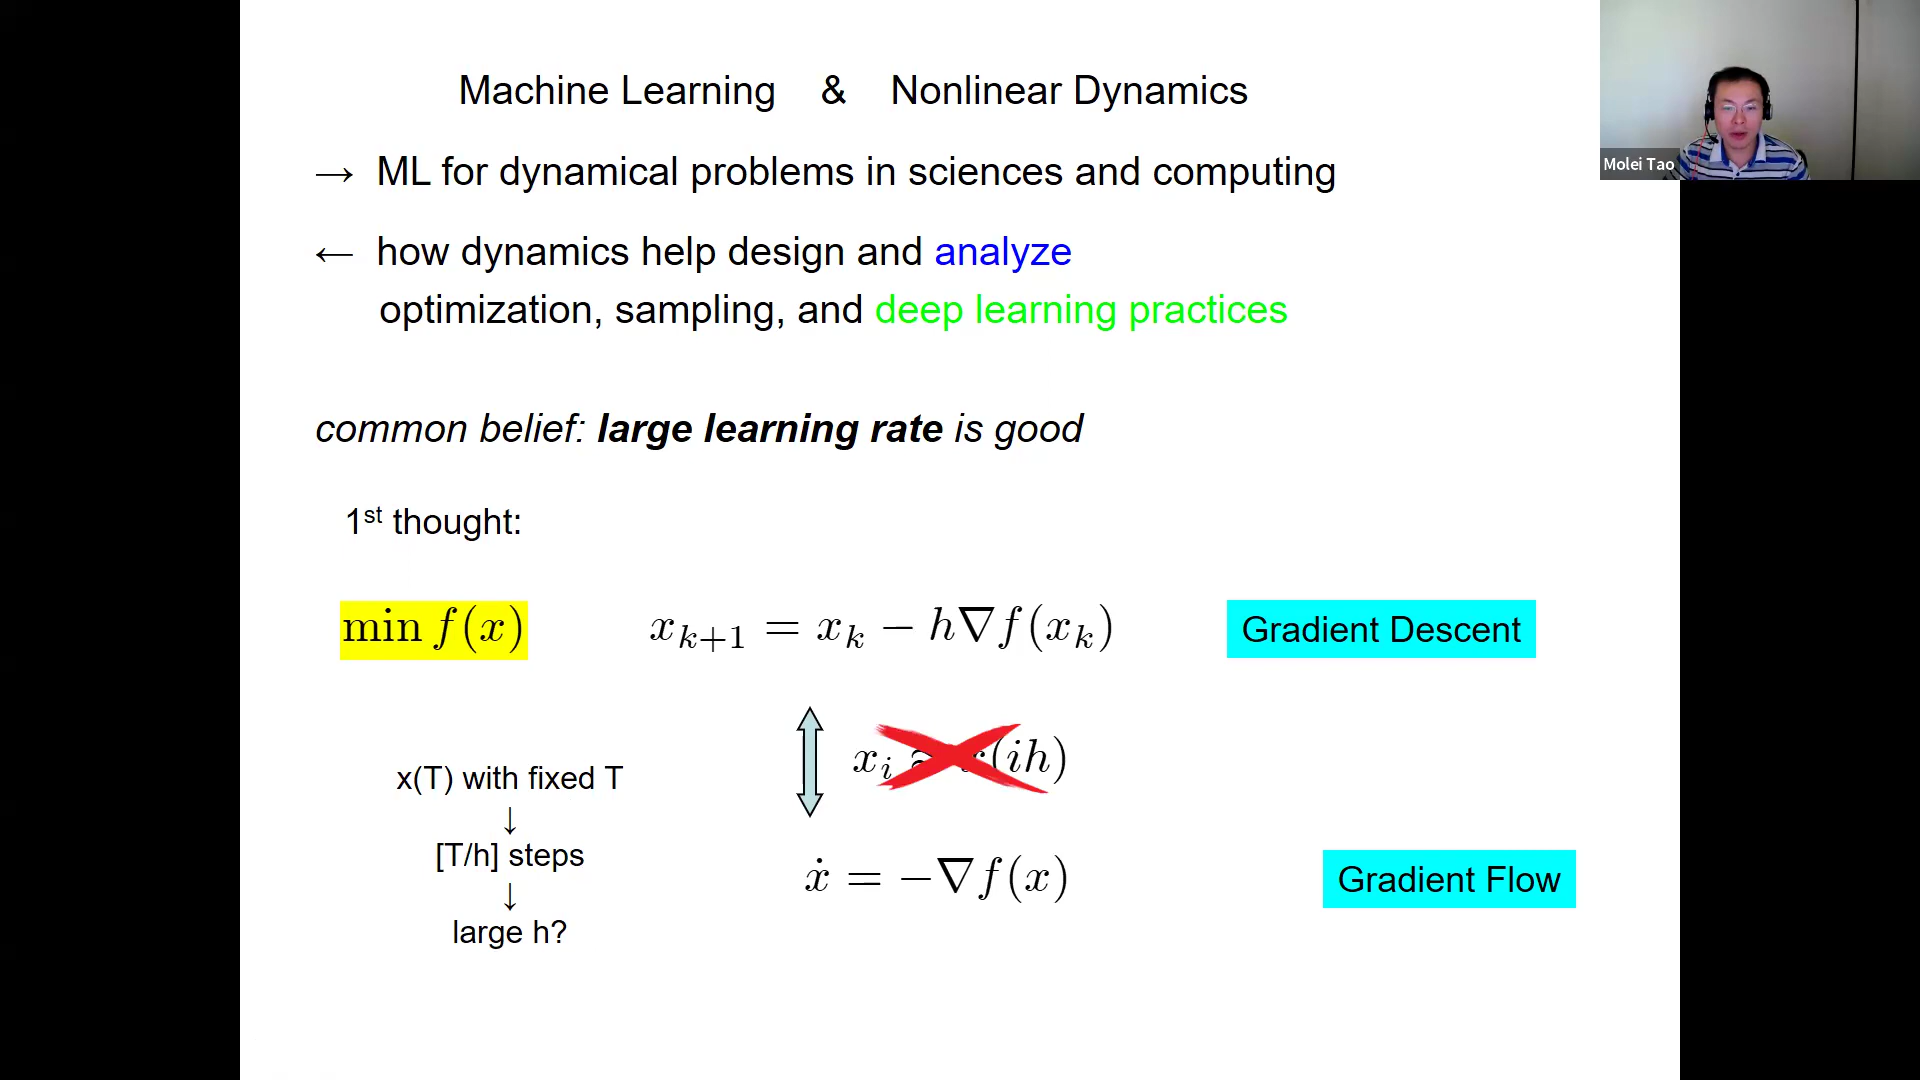 Machine Learning & Nonlinear Dynamics
→ ML for dynamical problems in sciences and computing
← how dynamics help design and analyze
optimization, sampling, and deep learning practices
common belief: large learning rate is good
1st thought:
min f(x) x_{k+1} = x_k − h∇f(x_k) Gradient Descent
x_i (ih)
x(T) with fixed T
↓
[T/h] steps
↓
large h?
ẋ = −∇f(x) Gradient Flow
Molei Tao